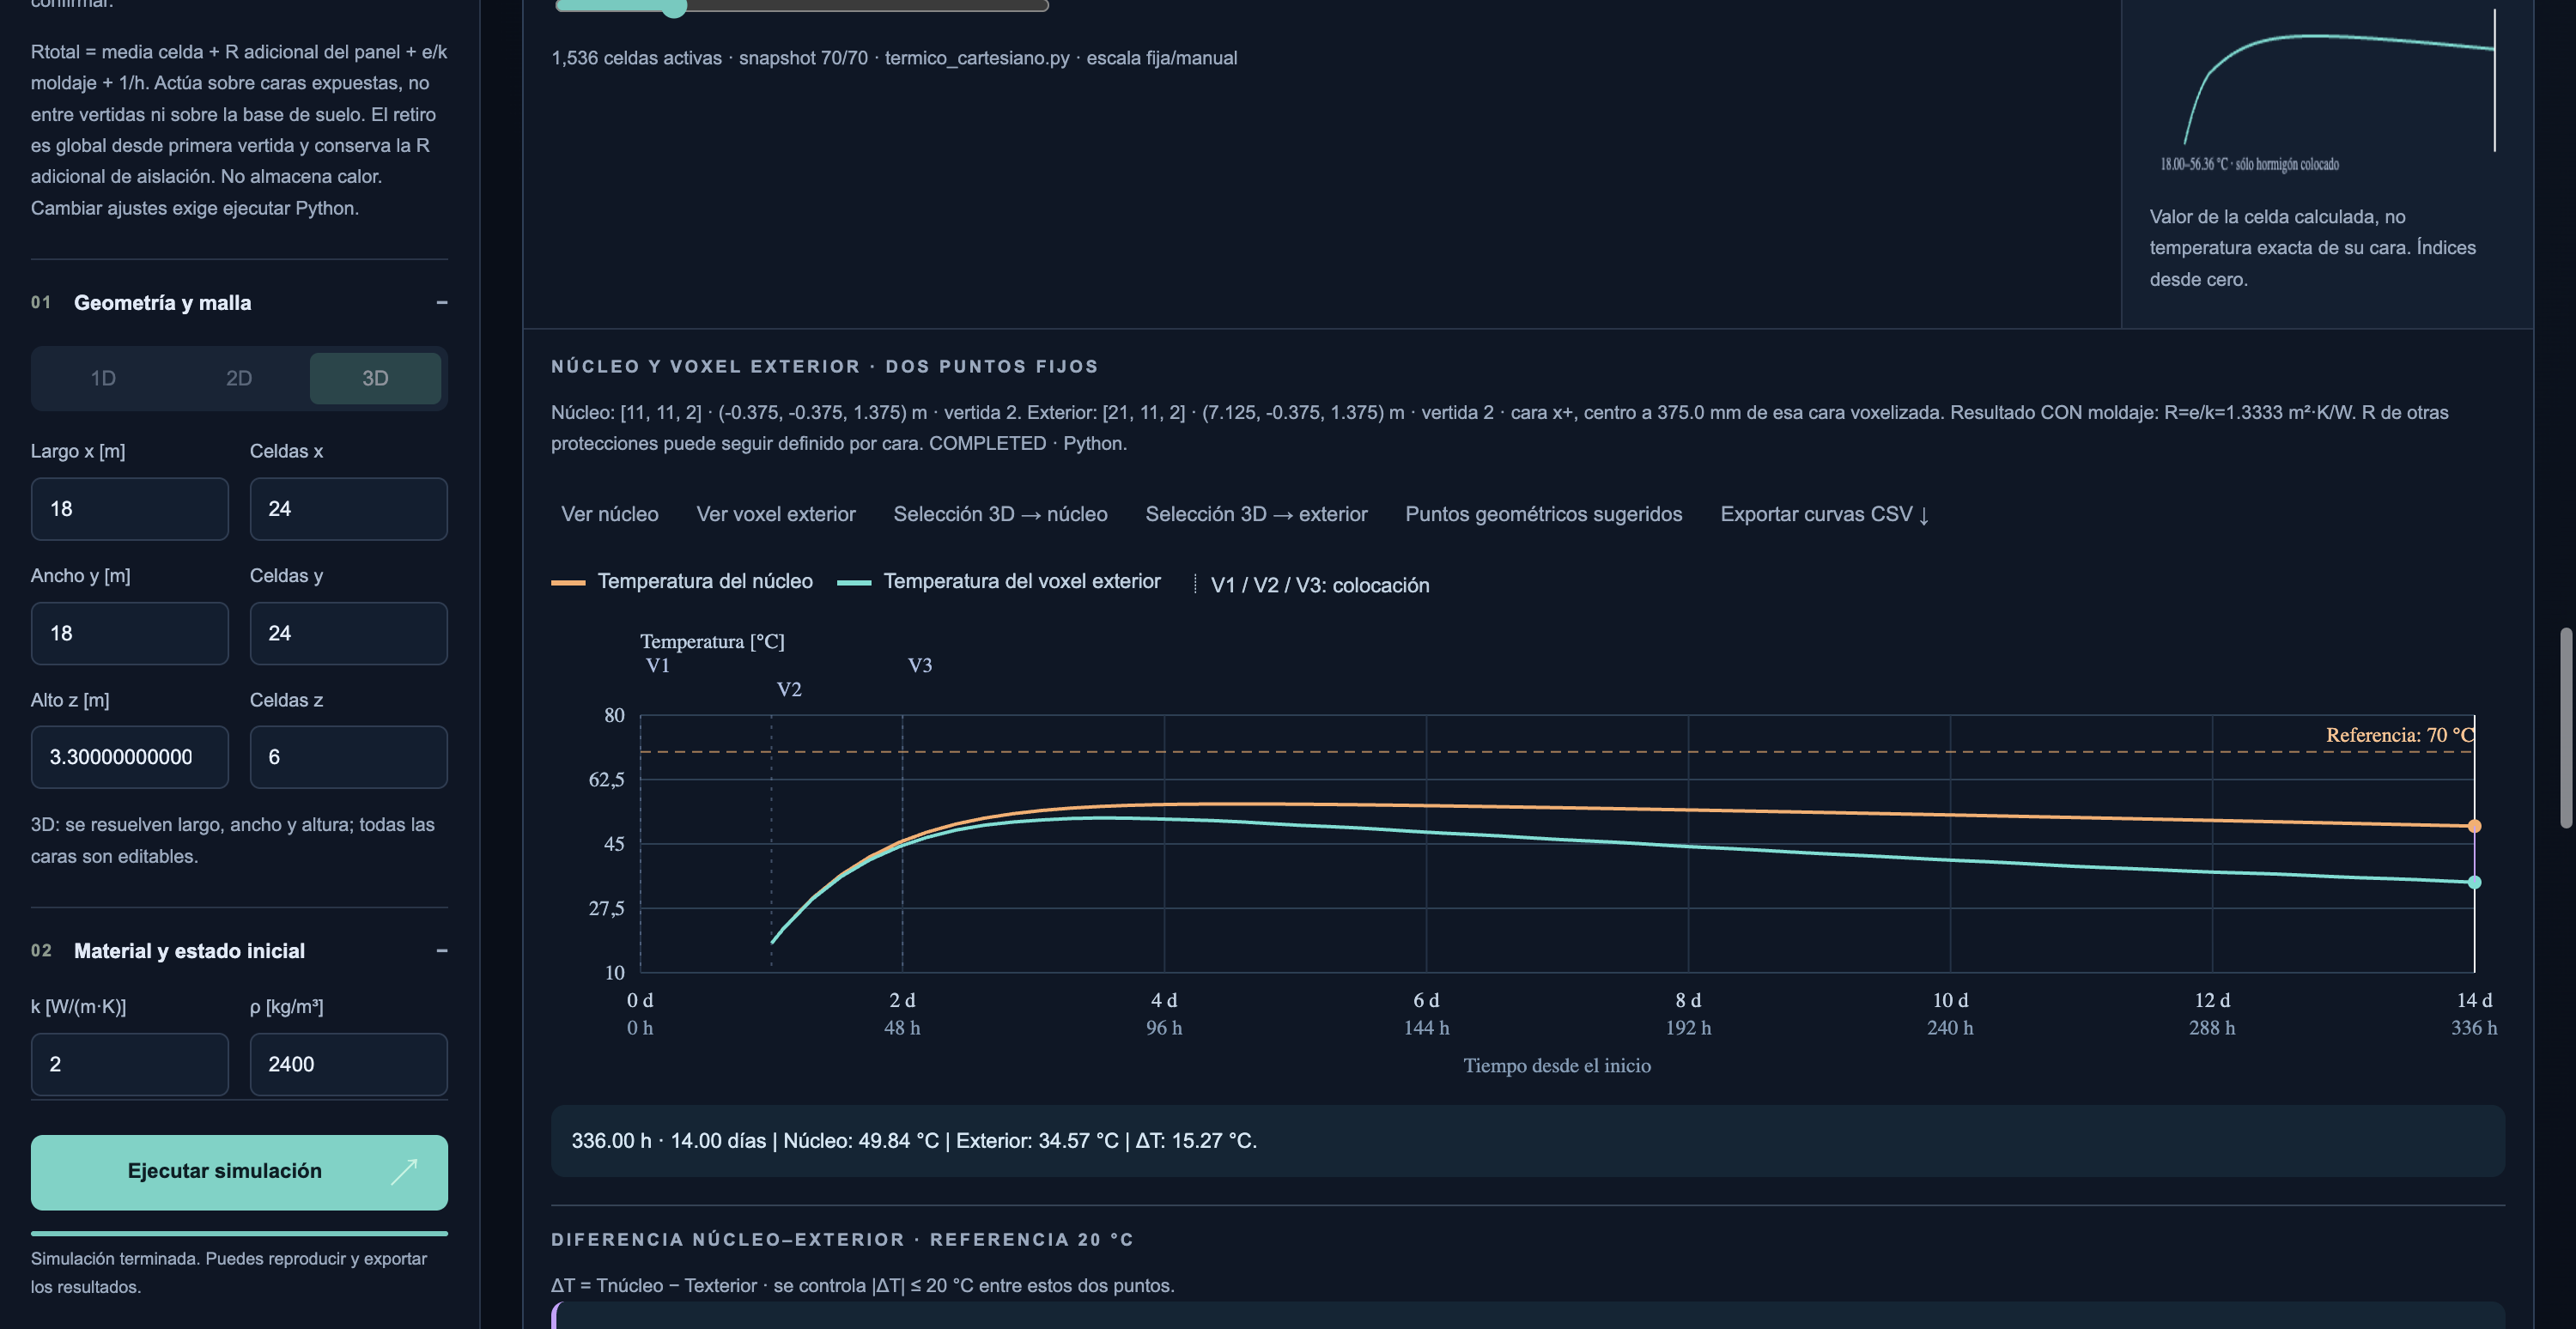 confirmar.
Rtotal = media celda + R adicional del panel + e/k
moldaje + 1/h. Actúa sobre caras expuestas, no
entre vertidas ni sobre la base de suelo. El retiro
es global desde primera vertida y conserva la R
adicional de aislación. No almacena calor.
Cambiar ajustes exige ejecutar Python.
01 Geometría y malla −
1D 2D 3D
Largo x [m] Celdas x
18 24
Ancho y [m] Celdas y
18 24
Alto z [m] Celdas z
3.30000000000 6
3D: se resuelven largo, ancho y altura; todas las
caras son editables.
02 Material y estado inicial −
k [W/(m·K)] ρ [kg/m³]
2 2400
Ejecutar simulación
Simulación terminada. Puedes reproducir y exportar
los resultados.
1,536 celdas activas · snapshot 70/70 · termico_cartesiano.py · escala fija/manual
18.00–56.36 °C · sólo hormigón colocado
Valor de la celda calculada, no
temperatura exacta de su cara. Índices
desde cero.
NÚCLEO Y VOXEL EXTERIOR · DOS PUNTOS FIJOS
Núcleo: [11, 11, 2] · (-0.375, -0.375, 1.375) m · vertida 2. Exterior: [21, 11, 2] · (7.125, -0.375, 1.375) m · vertida 2 · cara x+, centro a 375.0 mm de esa cara voxelizada. Resultado CON moldaje: R=e/k=1.3333 m²·K/W. R de otras
protecciones puede seguir definido por cara. COMPLETED · Python.
Ver núcleo Ver voxel exterior Selección 3D → núcleo Selección 3D → exterior Puntos geométricos sugeridos Exportar curvas CSV ↓
Temperatura del núcleo Temperatura del voxel exterior V1 / V2 / V3: colocación
Temperatura [°C]
V1 V3
V2
80
Referencia: 70 °C
62,5
45
27,5
10
0 d 2 d 4 d 6 d 8 d 10 d 12 d 14 d
0 h 48 h 96 h 144 h 192 h 240 h 288 h 336 h
Tiempo desde el inicio
336.00 h · 14.00 días | Núcleo: 49.84 °C | Exterior: 34.57 °C | ΔT: 15.27 °C.
DIFERENCIA NÚCLEO–EXTERIOR · REFERENCIA 20 °C
ΔT = Tnúcleo − Texterior · se controla |ΔT| ≤ 20 °C entre estos dos puntos.